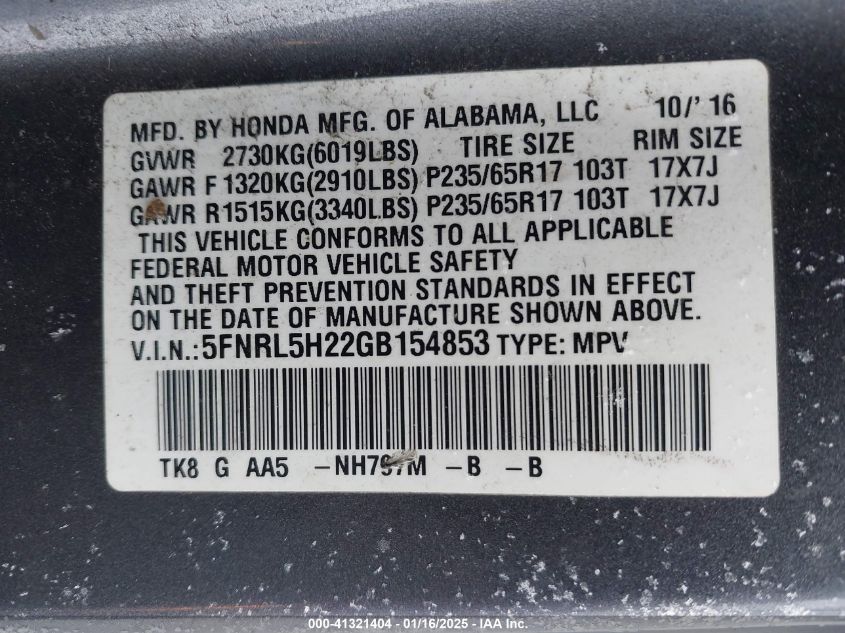 MFD. BY HONDA MFG. OF ALABAMA, LLC 10/'16
GVWR 2730KG(6019LBS) TIRE SIZE RIM SIZE
GAWR F1320KG(2910LBS) P235/65R17 103T 17X7J
GAWR R1515KG(3340LBS) P235/65R17 103T 17X7J
THIS VEHICLE CONFORMS TO ALL APPLICABLE
FEDERAL MOTOR VEHICLE SAFETY
AND THEFT PREVENTION STANDARDS IN EFFECT
ON THE DATE OF MANUFACTURE SHOWN ABOVE.
V.I.N.: 5FNRL5H22GB154853 TYPE: MPV
TK8 G AA5 -NH797M -B -B
000-41321404 - 01/16/2025 - IAA Inc.